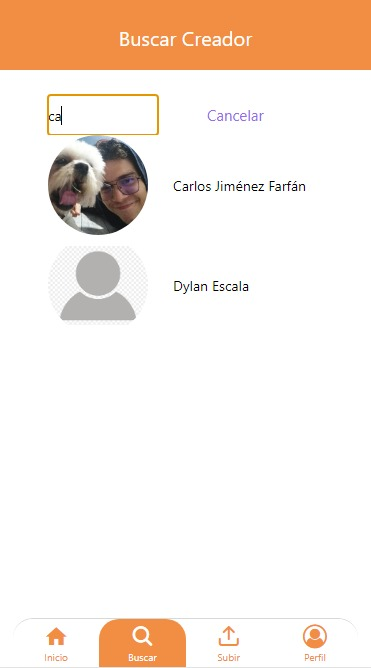 Buscar Creador
ca
Cancelar
Carlos Jiménez Farfán
Dylan Escala
Inicio
Buscar
Subir
Perfil